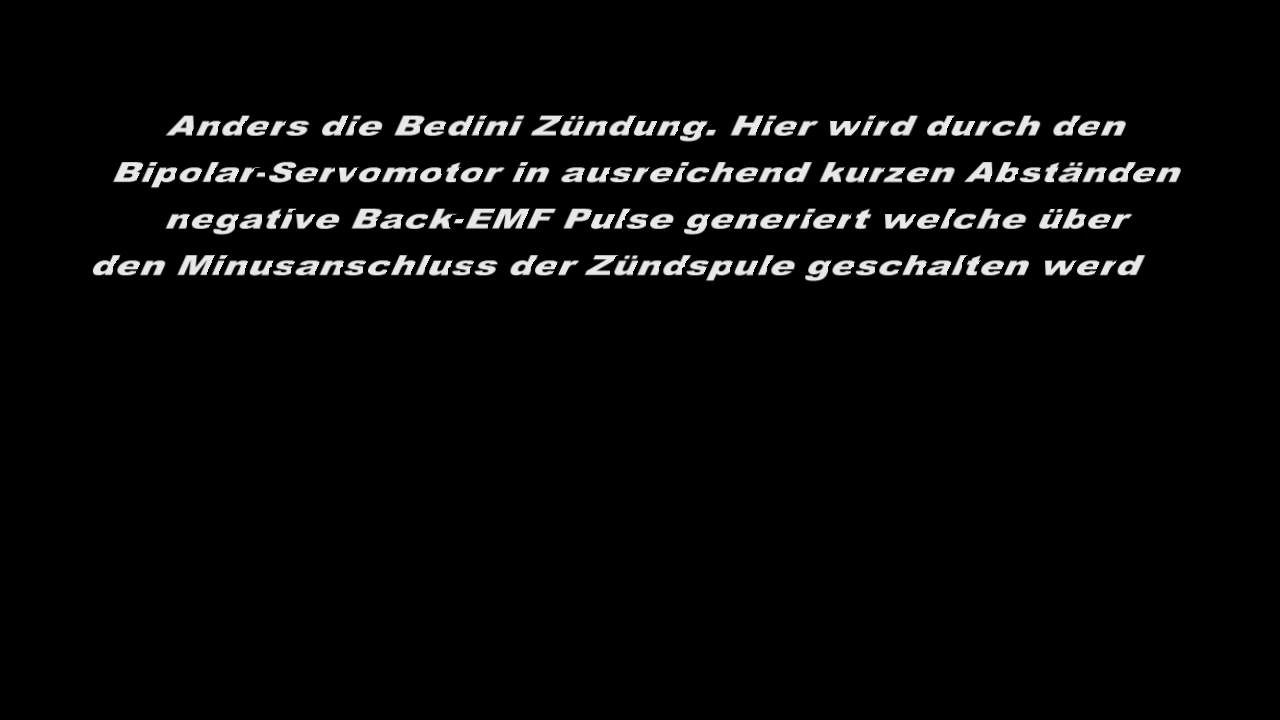 Anders die Bedini Zündung. Hier wird durch den
Bipolar-Servomotor in ausreichend kurzen Abständen
negative Back-EMF Pulse generiert welche über
den Minusanschluss der Zündspule geschalten werd